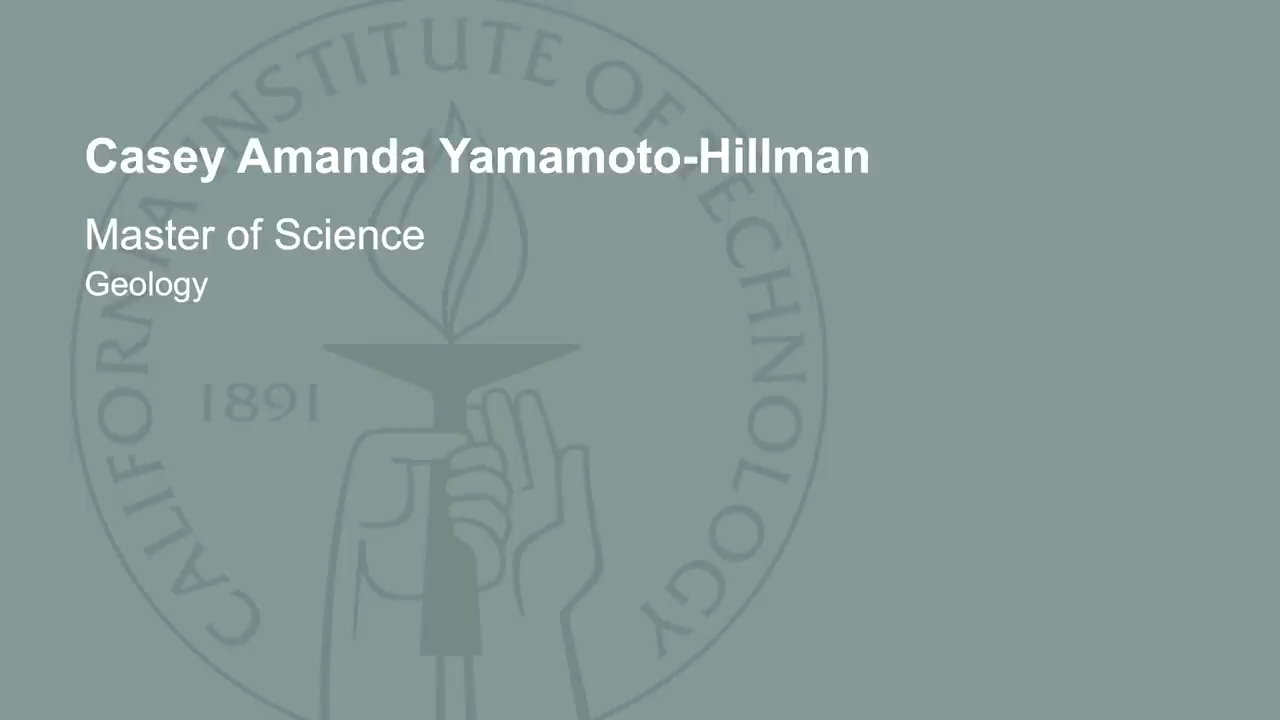 CALIFORNIA INSTITUTE OF TECHNOLOGY
Casey Amanda Yamamoto-Hillman
Master of Science
Geology
1891